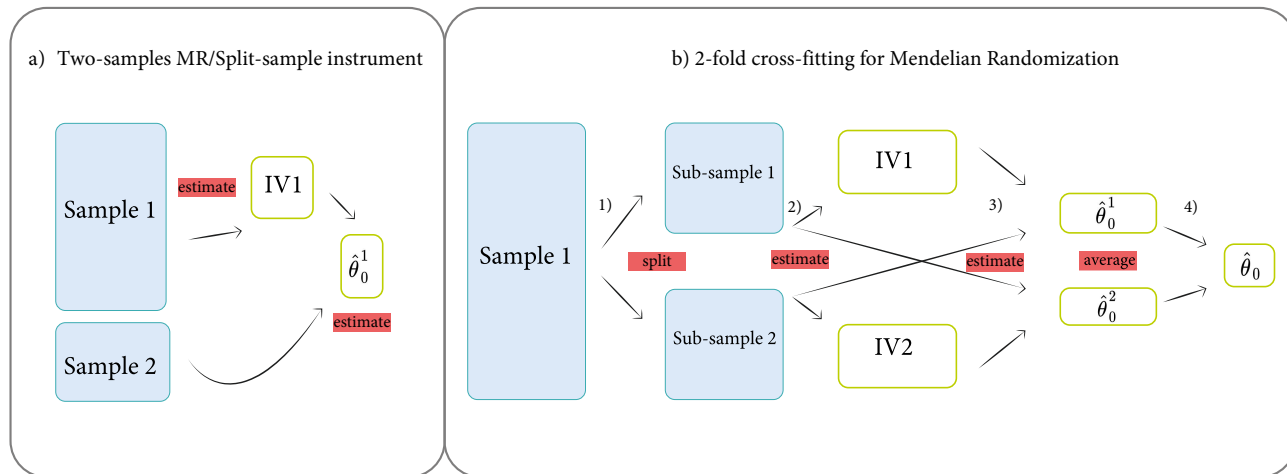 a) Two-samples MR/Split-sample instrument
Sample 1
estimate
IV1
θ̂₀¹
estimate
Sample 2
b) 2-fold cross-fitting for Mendelian Randomization
Sample 1
1)
split
Sub-sample 1
Sub-sample 2
2)
estimate
IV1
IV2
3)
estimate
θ̂₀¹
average
θ̂₀²
4)
θ̂₀